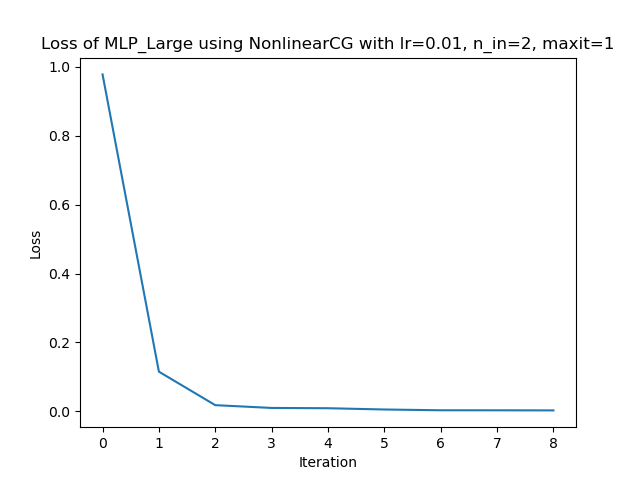 Loss of MLP_Large using NonlinearCG with lr=0.01, n_in=2, maxit=1
1.0
0.8
0.6
0.4
0.2
0.0
Loss
0 1 2 3 4 5 6 7 8
Iteration